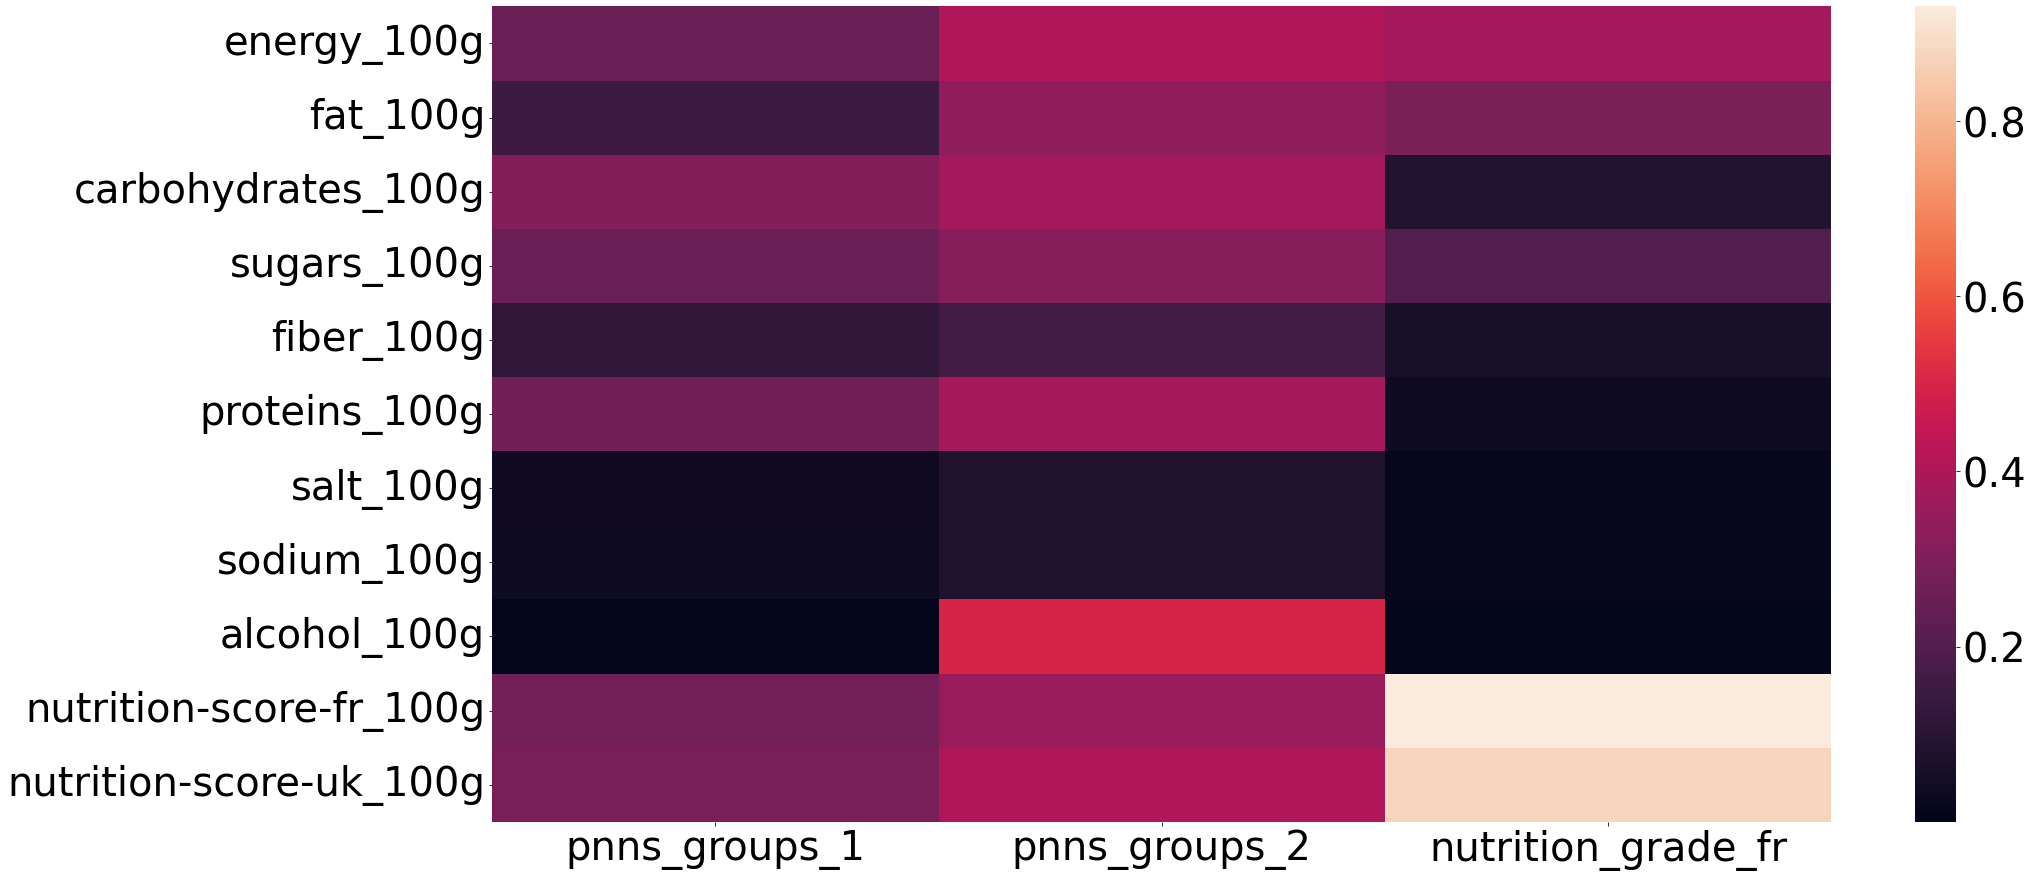 energy_100g
fat_100g
carbohydrates_100g
sugars_100g
fiber_100g
proteins_100g
salt_100g
sodium_100g
alcohol_100g
nutrition-score-fr_100g
nutrition-score-uk_100g
pnns_groups_1 pnns_groups_2 nutrition_grade_fr
0.8
0.6
0.4
0.2